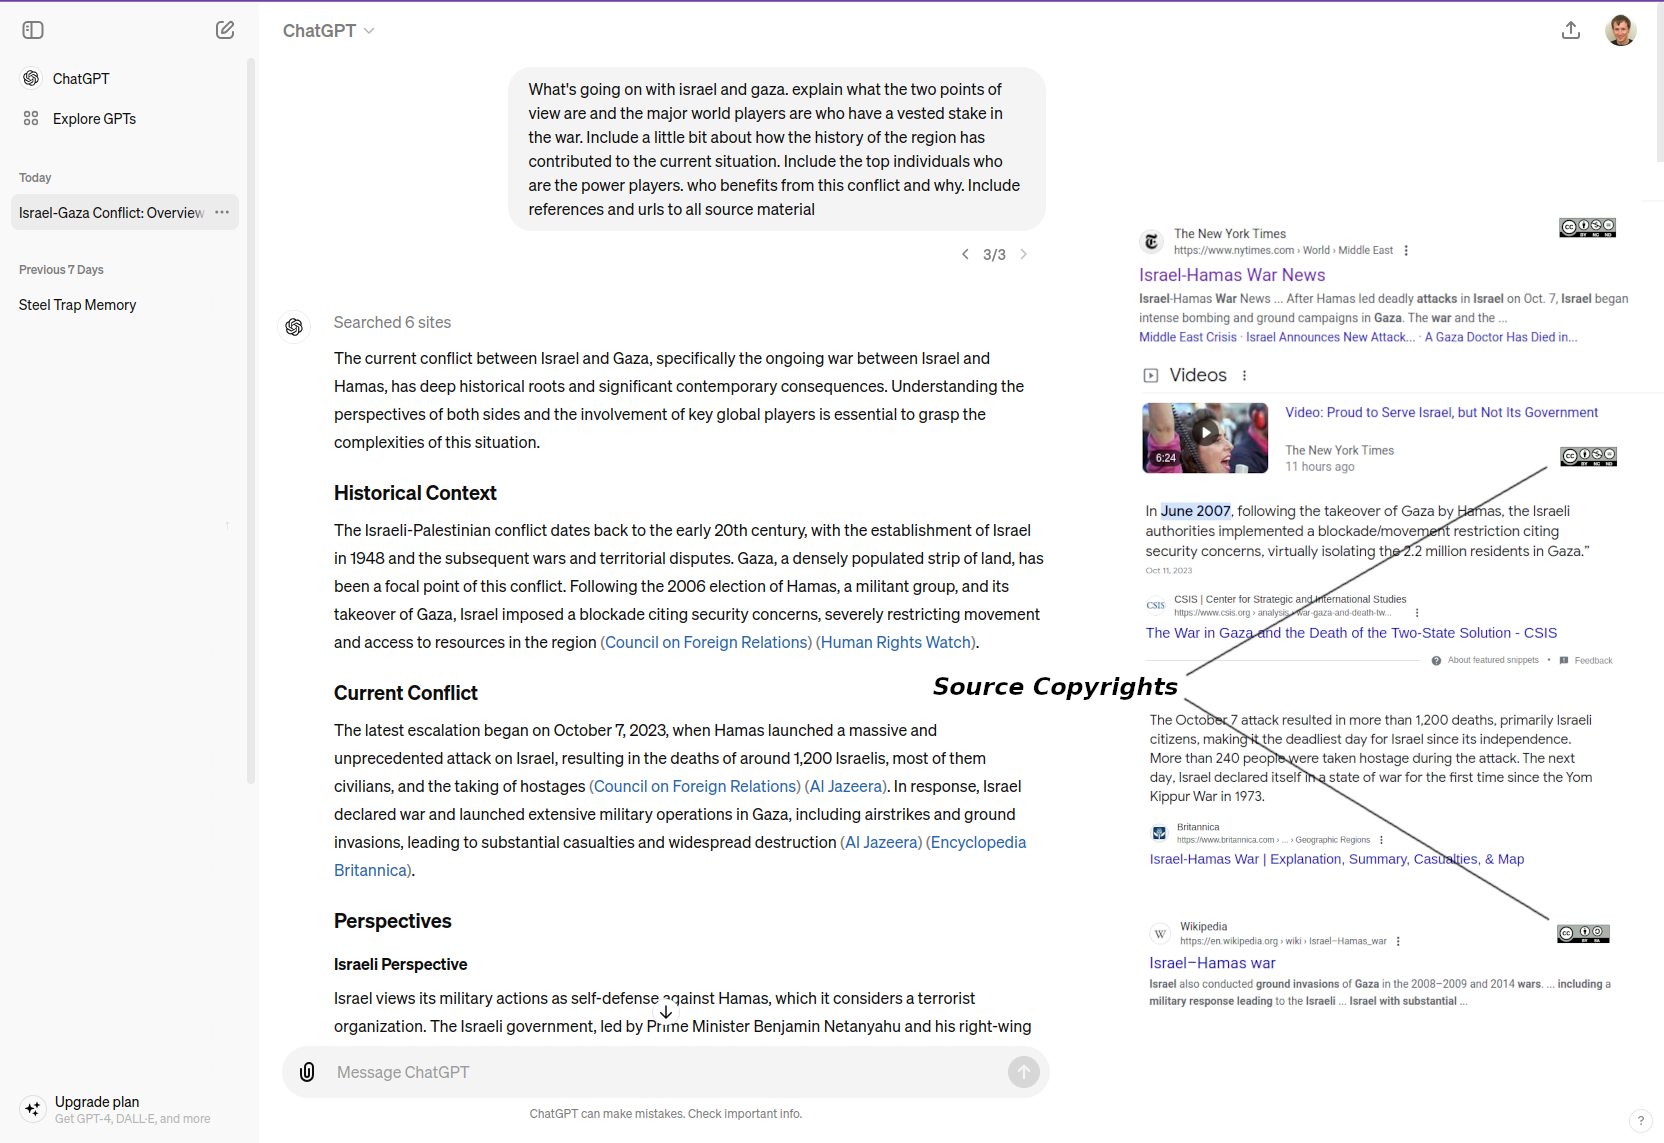 ChatGPT
ChatGPT
Explore GPTs
Today
Israel-Gaza Conflict: Overview
Previous 7 Days
Steel Trap Memory
Upgrade plan
Get GPT-4, DALL·E, and more
What's going on with israel and gaza. explain what the two points of
view are and the major world players are who have a vested stake in
the war. Include a little bit about how the history of the region has
contributed to the current situation. Include the top individuals who
are the power players. who benefits from this conflict and why. Include
references and urls to all source material
3/3
Searched 6 sites
The current conflict between Israel and Gaza, specifically the ongoing war between Israel and
Hamas, has deep historical roots and significant contemporary consequences. Understanding the
perspectives of both sides and the involvement of key global players is essential to grasp the
complexities of this situation.
Historical Context
The Israeli-Palestinian conflict dates back to the early 20th century, with the establishment of Israel
in 1948 and the subsequent wars and territorial disputes. Gaza, a densely populated strip of land, has
been a focal point of this conflict. Following the 2006 election of Hamas, a militant group, and its
takeover of Gaza, Israel imposed a blockade citing security concerns, severely restricting movement
and access to resources in the region (Council on Foreign Relations) (Human Rights Watch).
Current Conflict
The latest escalation began on October 7, 2023, when Hamas launched a massive and
unprecedented attack on Israel, resulting in the deaths of around 1,200 Israelis, most of them
civilians, and the taking of hostages (Council on Foreign Relations) (Al Jazeera). In response, Israel
declared war and launched extensive military operations in Gaza, including airstrikes and ground
invasions, leading to substantial casualties and widespread destruction (Al Jazeera) (Encyclopedia
Britannica).
Perspectives
Israeli Perspective
Israel views its military actions as self-defense against Hamas, which it considers a terrorist
organization. The Israeli government, led by Prime Minister Benjamin Netanyahu and his right-wing
Message ChatGPT
ChatGPT can make mistakes. Check important info.
The New York Times
https://www.nytimes.com › World › Middle East
CC BY NC ND
Israel-Hamas War News
Israel-Hamas War News ... After Hamas led deadly attacks in Israel on Oct. 7, Israel began
intense bombing and ground campaigns in Gaza. The war and the ...
Middle East Crisis · Israel Announces New Attack... · A Gaza Doctor Has Died in...
Videos
Video: Proud to Serve Israel, but Not Its Government
6:24
The New York Times
11 hours ago
CC BY NC ND
In June 2007, following the takeover of Gaza by Hamas, the Israeli
authorities implemented a blockade/movement restriction citing
security concerns, virtually isolating the 2.2 million residents in Gaza.”
Oct 11, 2023
CSIS
CSIS | Center for Strategic and International Studies
https://www.csis.org › analysis › war-gaza-and-death-tw...
The War in Gaza and the Death of the Two-State Solution - CSIS
About featured snippets • Feedback
Source Copyrights
The October 7 attack resulted in more than 1,200 deaths, primarily Israeli
citizens, making it the deadliest day for Israel since its independence.
More than 240 people were taken hostage during the attack. The next
day, Israel declared itself in a state of war for the first time since the Yom
Kippur War in 1973.
Britannica
https://www.britannica.com › ... › Geographic Regions
Israel-Hamas War | Explanation, Summary, Casualties, & Map
W
Wikipedia
https://en.wikipedia.org › wiki › Israel–Hamas_war
CC BY SA
Israel–Hamas war
Israel also conducted ground invasions of Gaza in the 2008–2009 and 2014 wars. ... including a
military response leading to the Israeli ... Israel with substantial ...
?